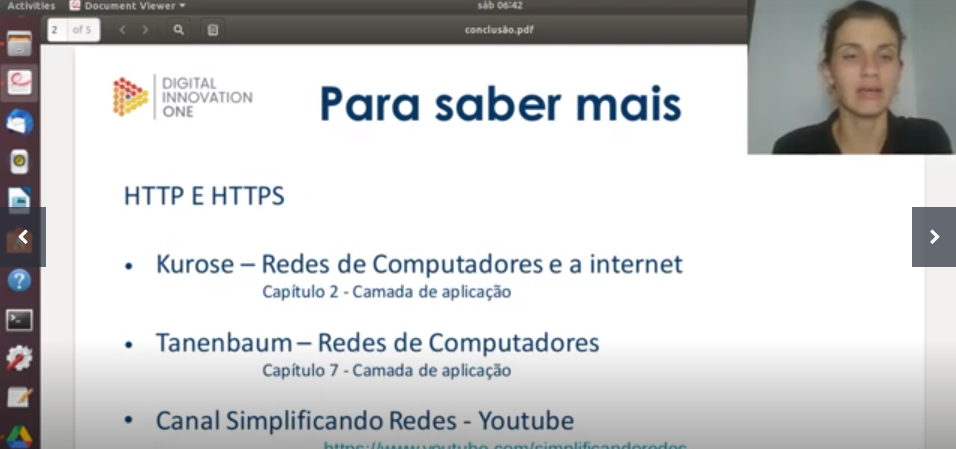 Activities Document Viewer sáb 06:42
2 of 5 conclusão.pdf
DIGITAL
INNOVATION
ONE
Para saber mais
HTTP E HTTPS
• Kurose – Redes de Computadores e a internet
Capítulo 2 - Camada de aplicação
• Tanenbaum – Redes de Computadores
Capítulo 7 - Camada de aplicação
• Canal Simplificando Redes - Youtube
https://www.youtube.com/simplificandoredes